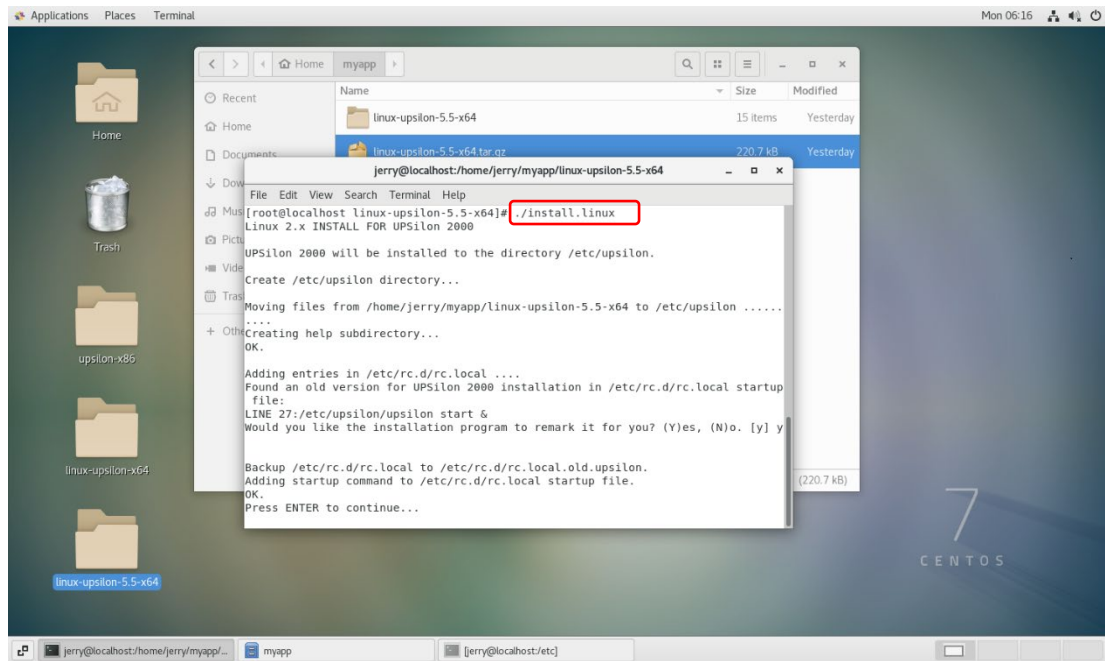 Applications Places Terminal Mon 06:16
Home myapp
Name Size Modified
Recent
Home
Documents
Trash
linux-upsilon-5.5-x64 15 items Yesterday
linux-upsilon-5.5-x64.tar.gz 220.7 kB Yesterday
(220.7 kB)
jerry@localhost:/home/jerry/myapp/linux-upsilon-5.5-x64
File Edit View Search Terminal Help
[root@localhost linux-upsilon-5.5-x64]# ./install.linux
Linux 2.x INSTALL FOR UPSilon 2000
UPSilon 2000 will be installed to the directory /etc/upsilon.
Create /etc/upsilon directory...
Moving files from /home/jerry/myapp/linux-upsilon-5.5-x64 to /etc/upsilon ......
....
Creating help subdirectory...
OK.
Adding entries in /etc/rc.d/rc.local ....
Found an old version for UPSilon 2000 installation in /etc/rc.d/rc.local startup
file:
LINE 27:/etc/upsilon/upsilon start &
Would you like the installation program to remark it for you? (Y)es, (N)o. [y] y
Backup /etc/rc.d/rc.local to /etc/rc.d/rc.local.old.upsilon.
Adding startup command to /etc/rc.d/rc.local startup file.
OK.
Press ENTER to continue...
Home
Trash
upsilon-x86
linux-upsilon-x64
linux-upsilon-5.5-x64
7
CENTOS
jerry@localhost:/home/jerry/myapp/... myapp [jerry@localhost:/etc]